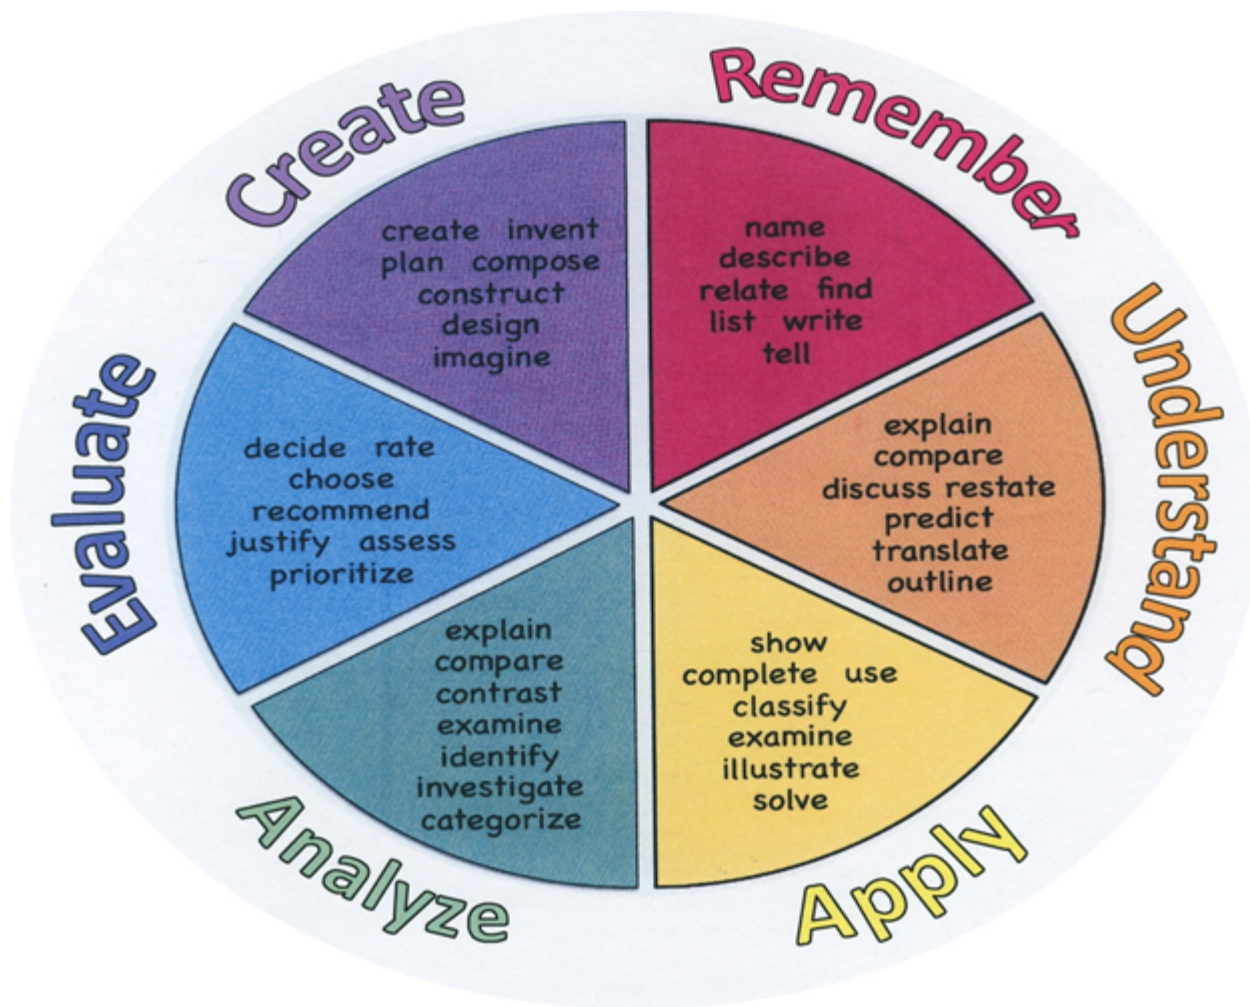 Remember
name
describe
relate find
list write
tell
Understand
explain
compare
discuss restate
predict
translate
outline
Apply
show
complete use
classify
examine
illustrate
solve
Analyze
explain
compare
contrast
examine
identify
investigate
categorize
Evaluate
decide rate
choose
recommend
justify assess
prioritize
Create
create invent
plan compose
construct
design
imagine